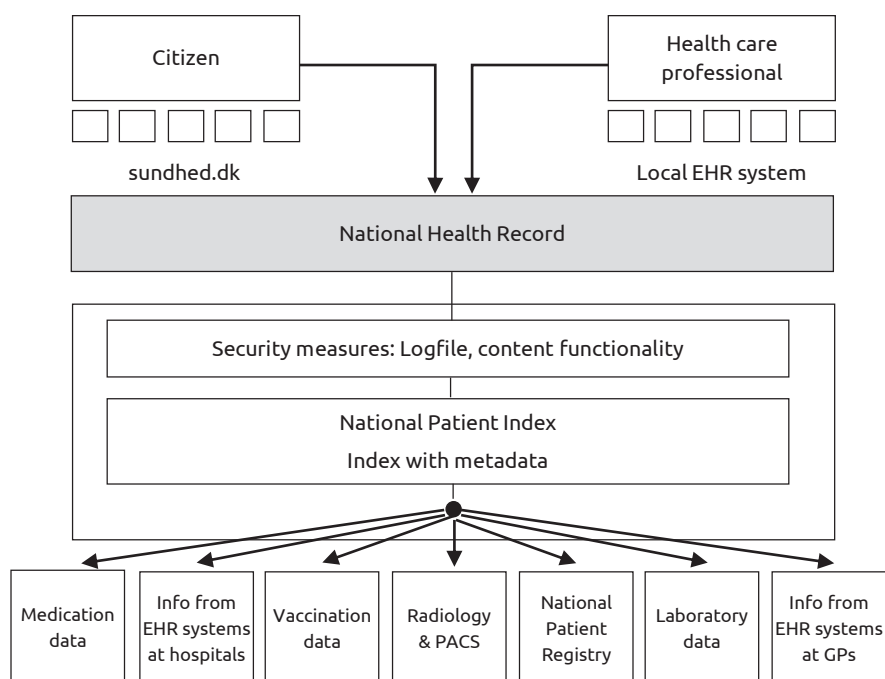 Citizen
Health care
professional
sundhed.dk
Local EHR system
National Health Record
Security measures: Logfile, content functionality
National Patient Index
Index with metadata
Medication
data
Info from
EHR systems
at hospitals
Vaccination
data
Radiology
& PACS
National
Patient
Registry
Laboratory
data
Info from
EHR systems
at GPs